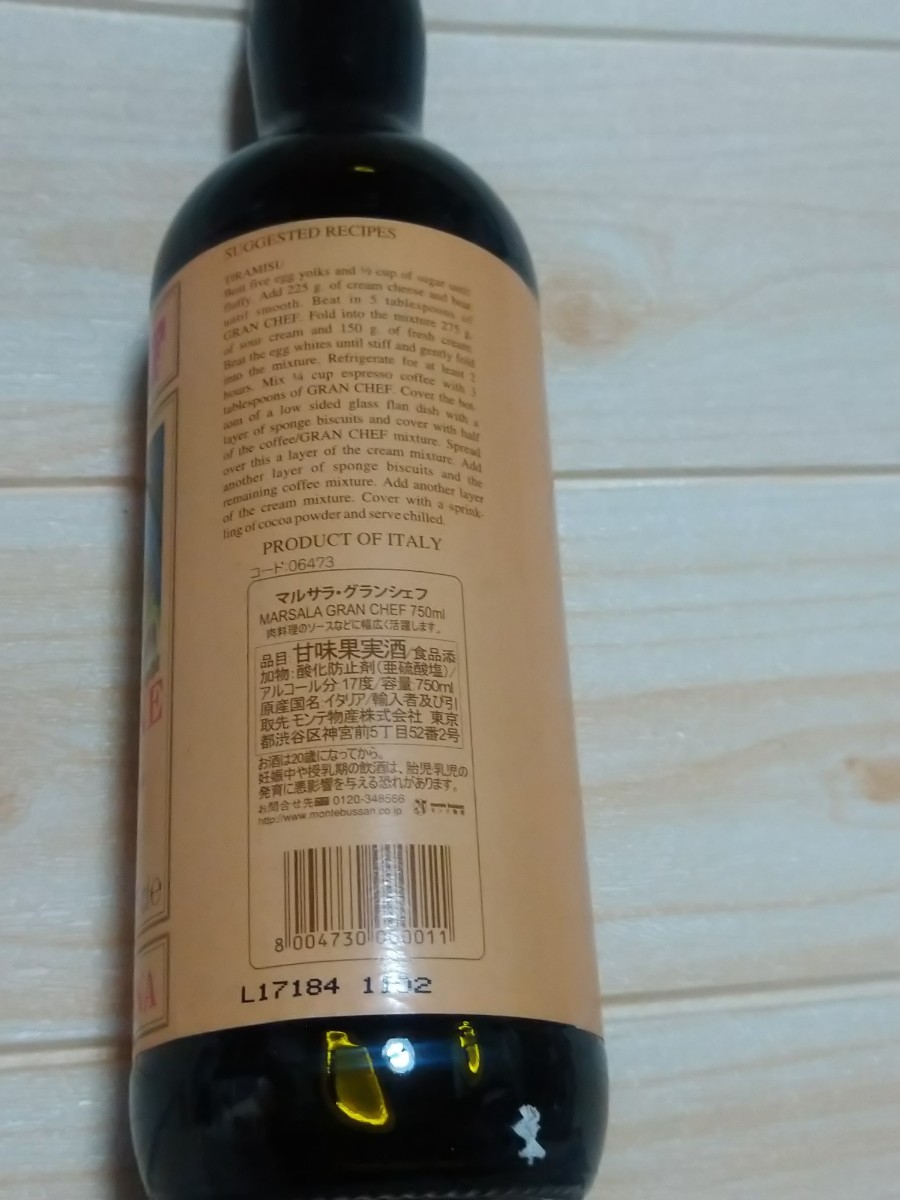 SUGGESTED RECIPES
TIRAMISU
Beat five egg yolks and ½ cup of sugar until
fluffy. Add 225 g. of cream cheese and beat
until smooth. Beat in 5 tablespoons of
GRAN CHEF. Fold into the mixture 275 g.
of sour cream and 150 g. of fresh cream.
Beat the egg whites until stiff and gently fold
into the mixture. Refrigerate for at least 2
hours. Mix ¾ cup espresso coffee with 3
tablespoons of GRAN CHEF. Cover the bot-
tom of a low sided glass flan dish with a
layer of sponge biscuits and cover with half
of the coffee/GRAN CHEF mixture. Spread
over this a layer of the cream mixture. Add
another layer of sponge biscuits and the
remaining coffee mixture. Add another layer
of the cream mixture. Cover with a sprink-
ling of cocoa powder and serve chilled.
PRODUCT OF ITALY
コード:06473
マルサラ・グランシェフ
MARSALA GRAN CHEF 750ml
肉料理のソースなどに幅広く活躍します。
品目 甘味果実酒/食品添
加物:酸化防止剤(亜硫酸塩)/
アルコール分 17度/容量 750ml
原産国名 イタリア/輸入者及び引
取先 モンテ物産株式会社 東京
都渋谷区神宮前5丁目52番2号
お酒は20歳になってから。
妊娠中や授乳期の飲酒は、胎児・乳児の
発育に悪影響を与える恐れがあります。
お問合せ先 0120-348566
http://www.montebussan.co.jp
8 004730 000011
L17184
de